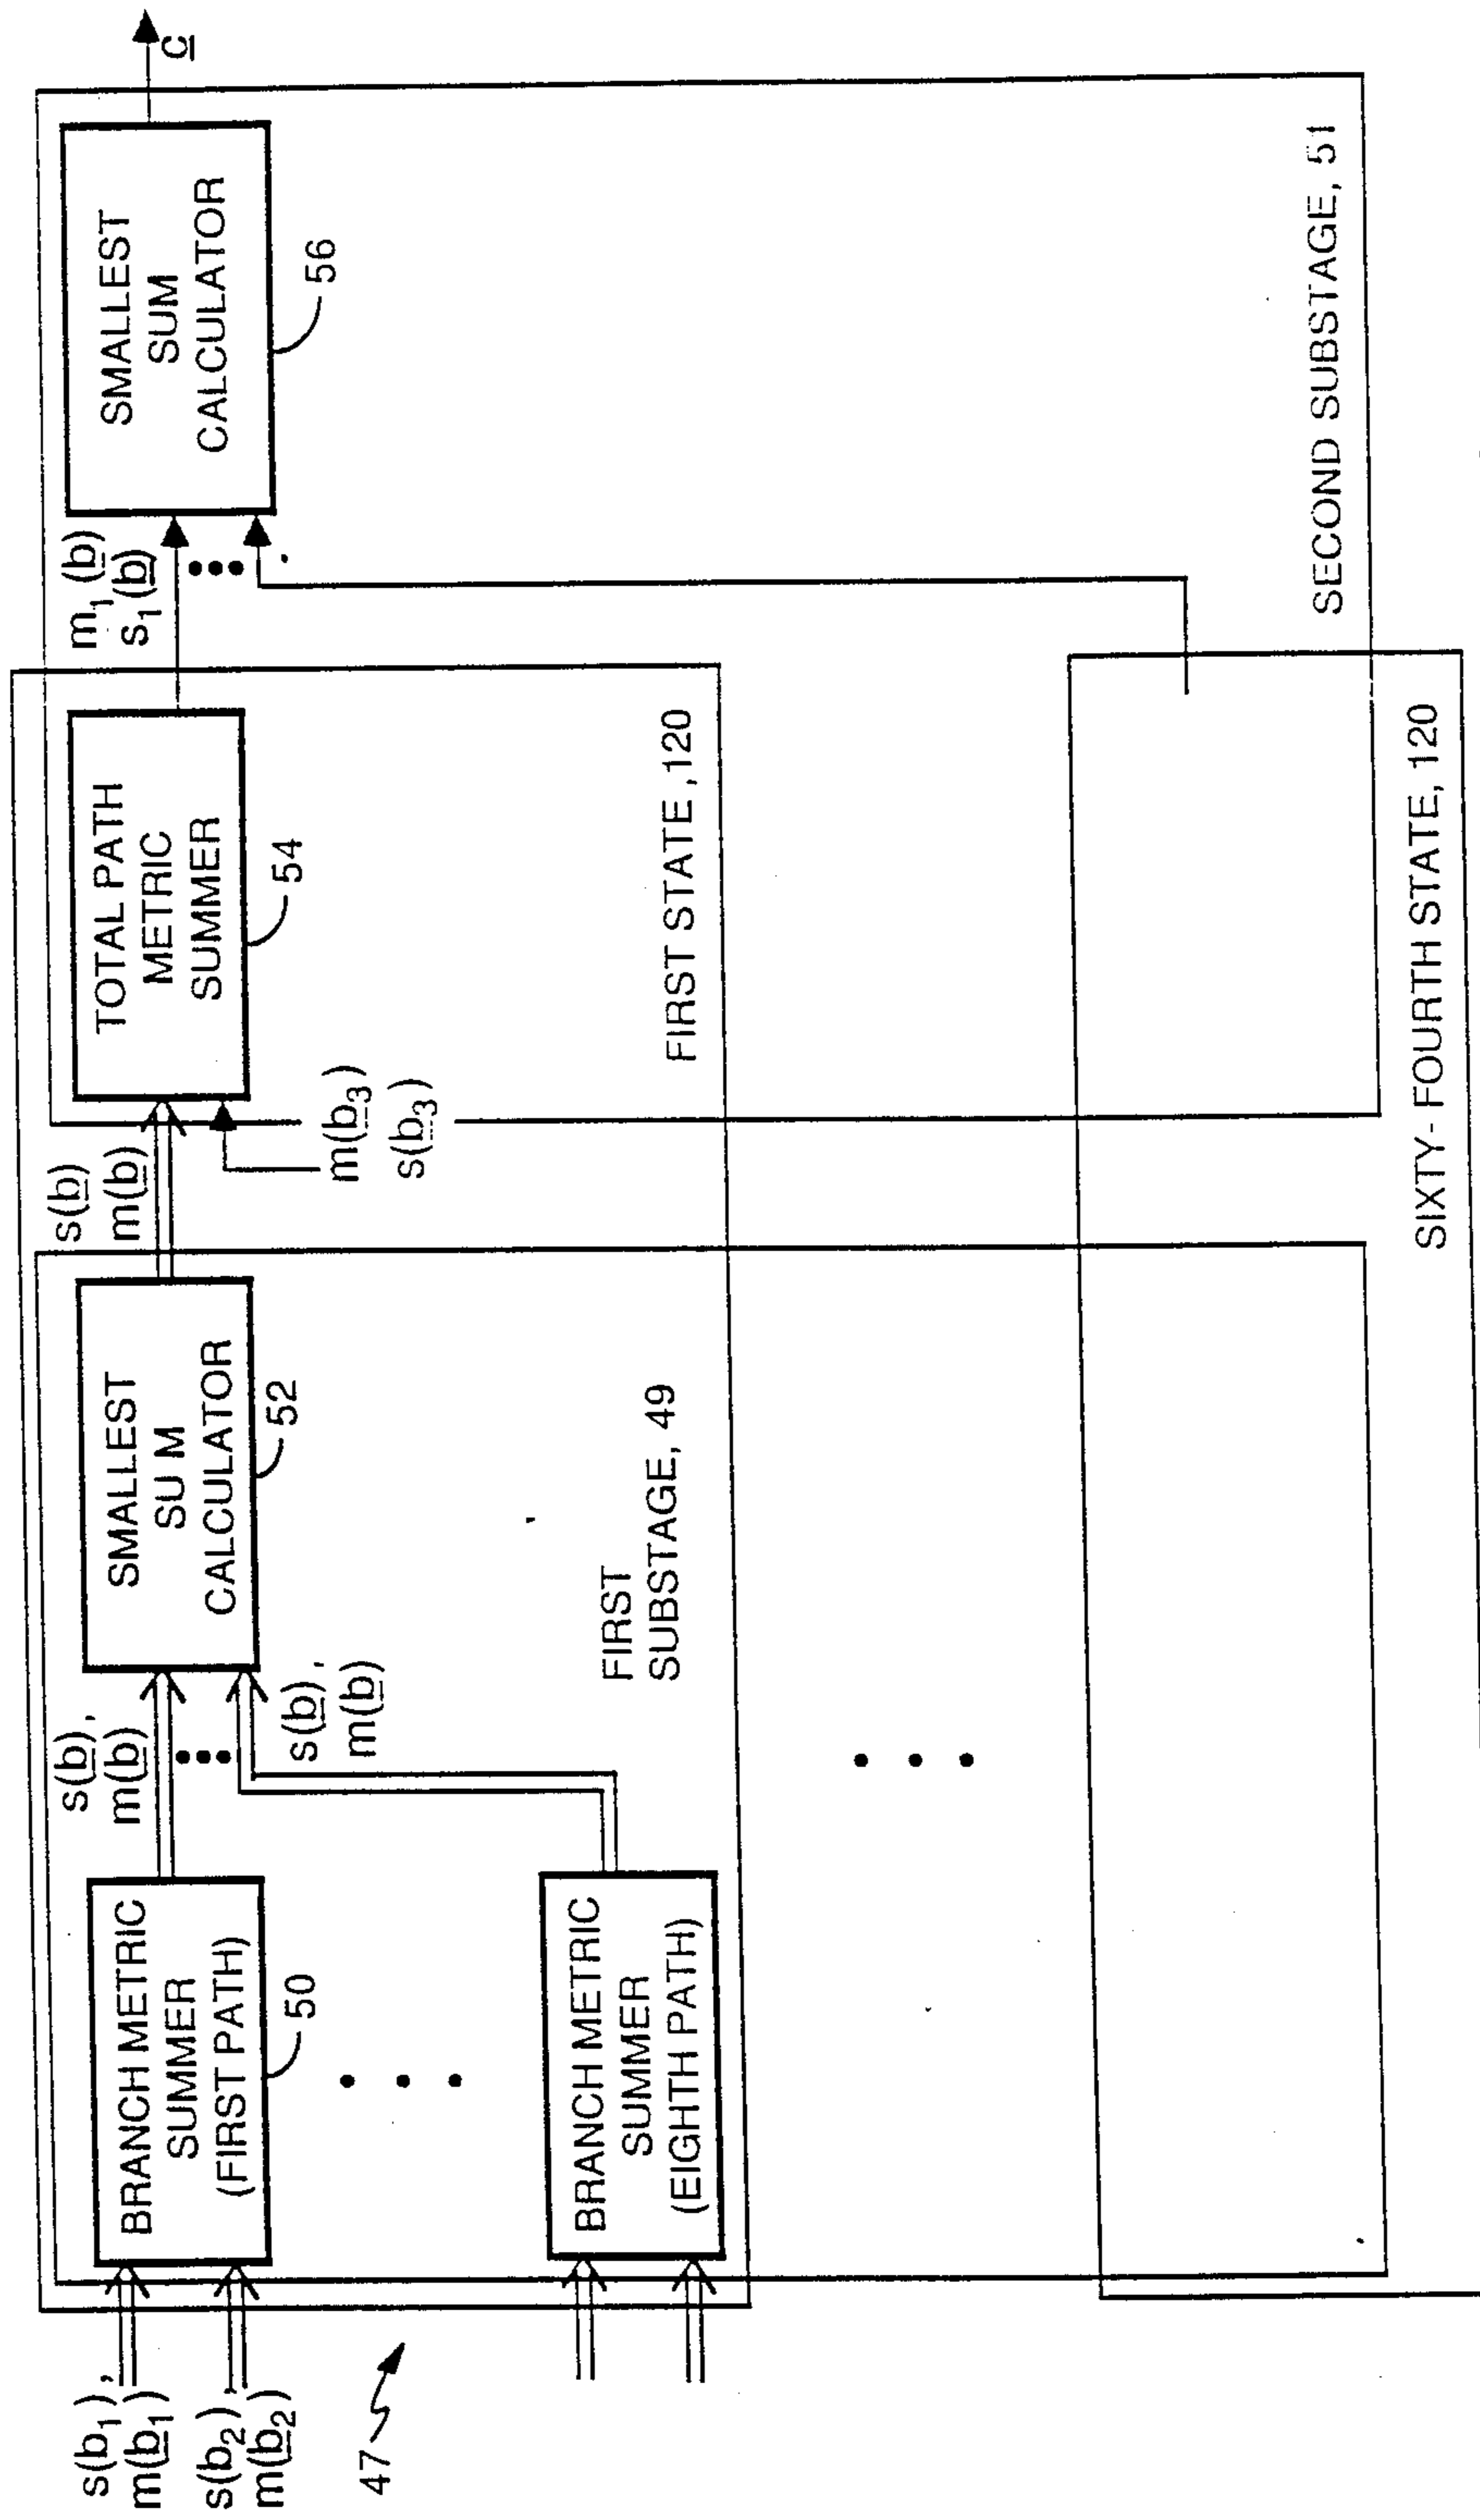 s(b₁),
m(b₁)
s(b₂),
m(b₂)
47
BRANCH METRIC
SUMMER
(FIRST PATH)
50
BRANCH METRIC
SUMMER
(EIGHTH PATH)
s(b),
m(b)
s(b),
m(b)
SMALLEST
SUM
CALCULATOR
52
FIRST
SUBSTAGE, 49
s(b)
m(b)
m(b₃)
s(b₃)
TOTAL PATH
METRIC
SUMMER
54
FIRST STATE ,120
m₁(b)
s₁(b)
SMALLEST
SUM
CALCULATOR
56
c
SECOND SUBSTAGE, 51
SIXTY- FOURTH STATE, 120